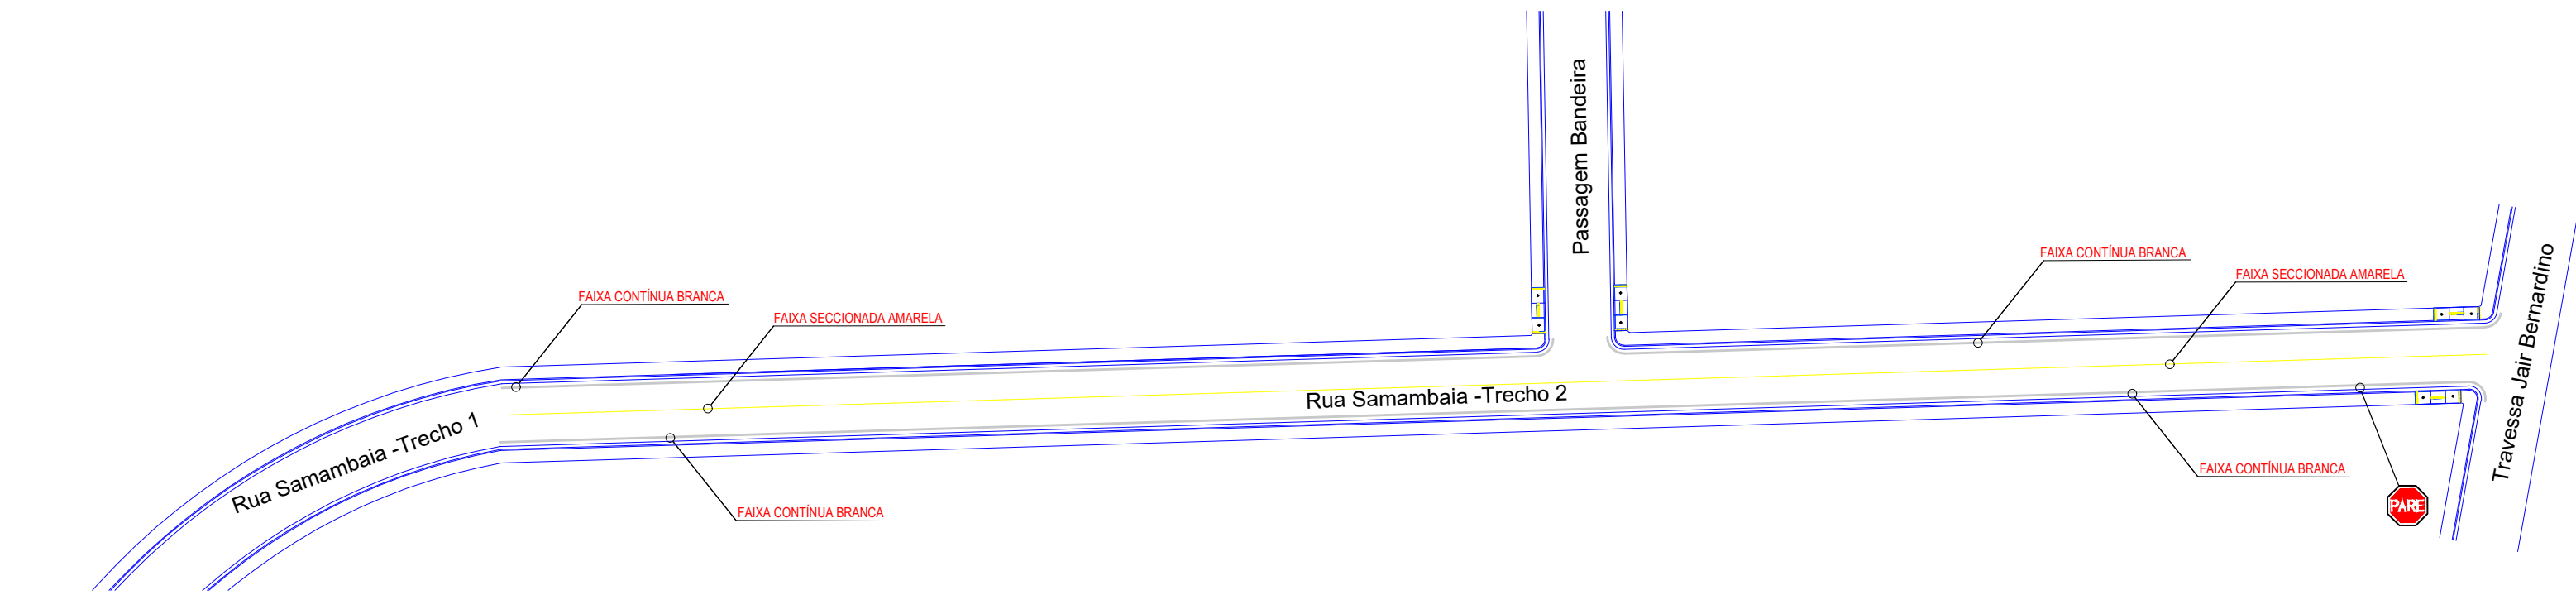 Passagem Bandeira
FAIXA CONTÍNUA BRANCA
FAIXA SECCIONADA AMARELA
Travessa Jair Bernardino
FAIXA CONTÍNUA BRANCA
FAIXA SECCIONADA AMARELA
Rua Samambaia -Trecho 2
Rua Samambaia -Trecho 1
FAIXA CONTÍNUA BRANCA
FAIXA CONTÍNUA BRANCA
PARE